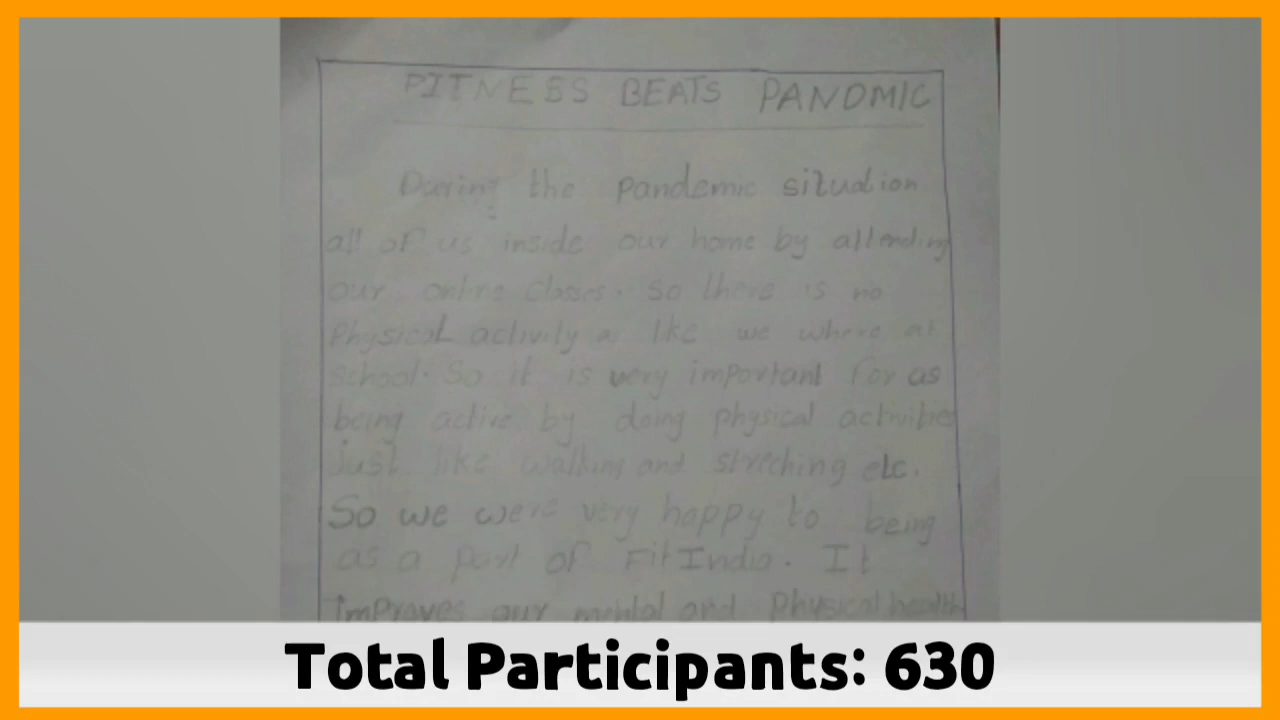 FITNESS BEATS PANDMIC
During the pandemic situation
all of us inside our home by attending
our online classes. So there is no
Physical activity as like we where at
school. So it is very important for us
being active by doing physical activities
Just like walking and streching etc.
So we were very happy to being
as a part of FitIndia. It
improves our mental and Physical health
Total Participants: 630